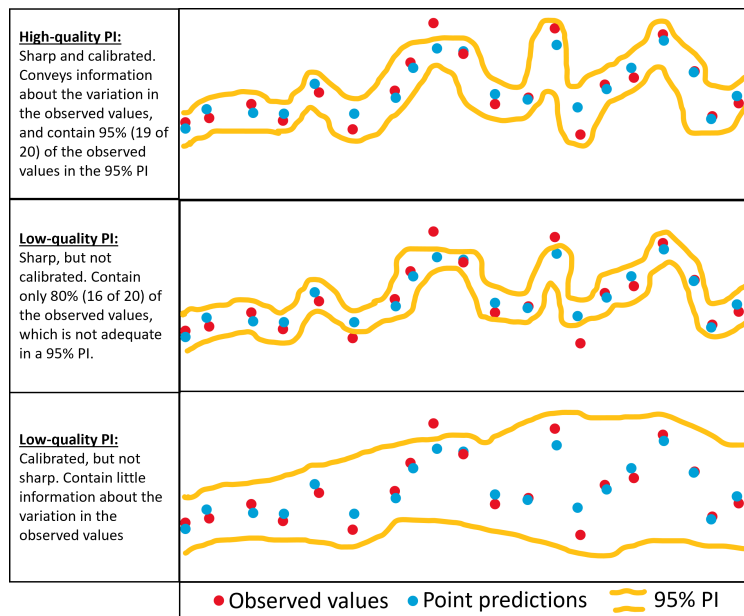 High-quality PI:
Sharp and calibrated.
Conveys information
about the variation in
the observed values,
and contain 95% (19 of
20) of the observed
values in the 95% PI
Low-quality PI:
Sharp, but not
calibrated. Contain
only 80% (16 of 20) of
the observed values,
which is not adequate
in a 95% PI.
Low-quality PI:
Calibrated, but not
sharp. Contain little
information about the
variation in the
observed values
Observed values Point predictions 95% PI